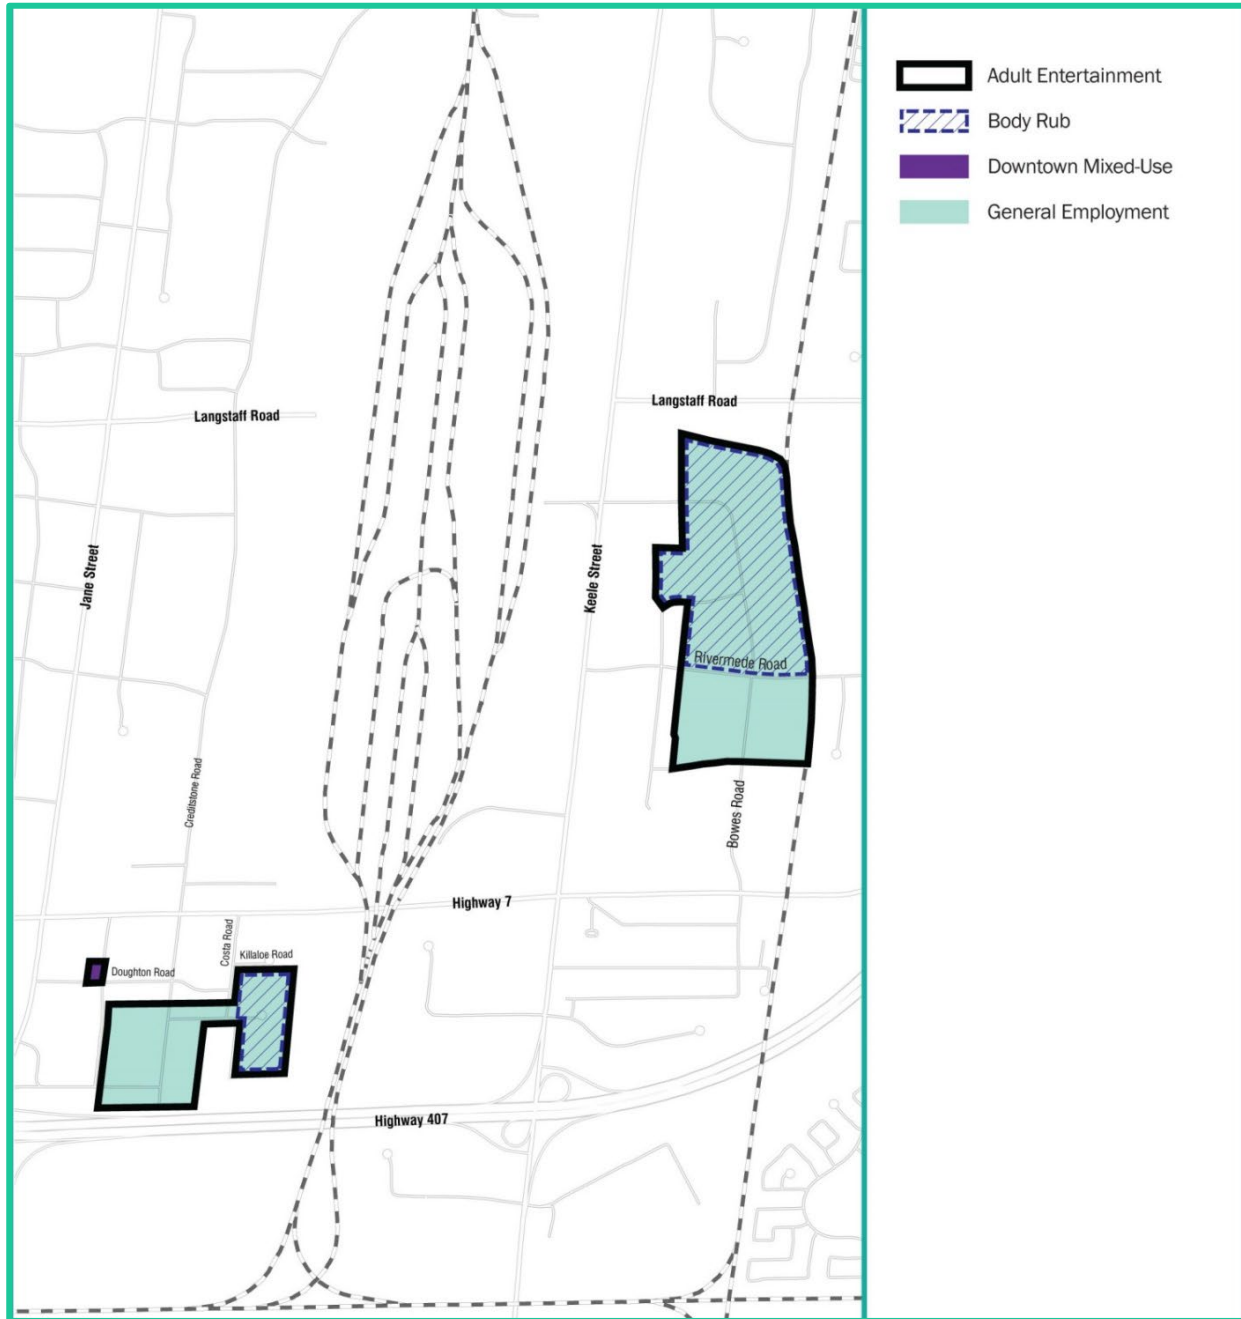 Adult Entertainment
Body Rub
Downtown Mixed-Use
General Employment
Langstaff Road
Langstaff Road
Jane Street
Keele Street
Rivermede Road
Creditstone Road
Bowes Road
Highway 7
Costa Road
Killaloe Road
Doughton Road
Highway 407